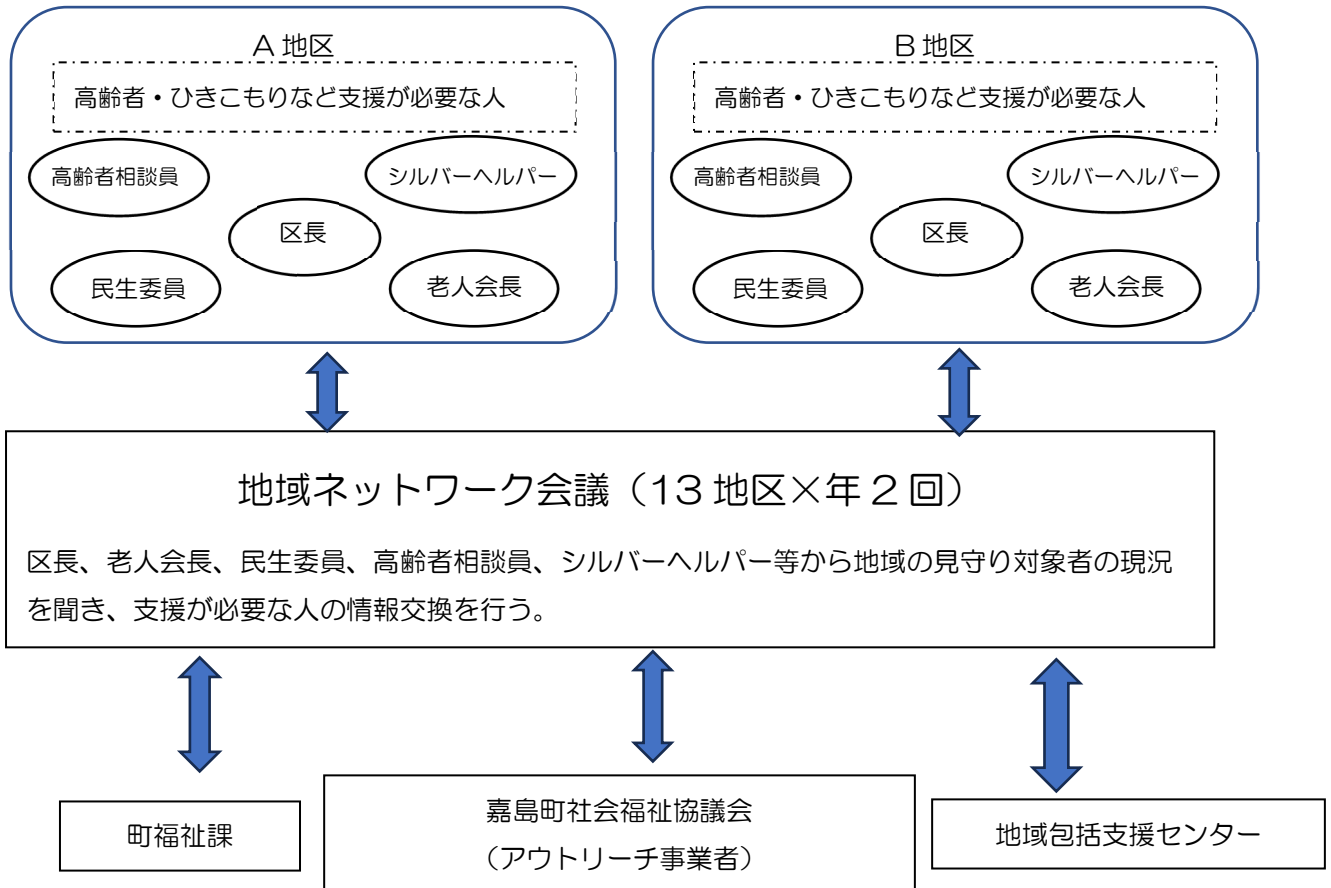 A地区
高齢者・ひきこもりなど支援が必要な人
高齢者相談員
シルバーヘルパー
区長
民生委員
老人会長
B地区
高齢者・ひきこもりなど支援が必要な人
高齢者相談員
シルバーヘルパー
区長
民生委員
老人会長
地域ネットワーク会議（13地区×年2回）
区長、老人会長、民生委員、高齢者相談員、シルバーヘルパー等から地域の見守り対象者の現況
を聞き、支援が必要な人の情報交換を行う。
町福祉課
嘉島町社会福祉協議会
（アウトリーチ事業者）
地域包括支援センター